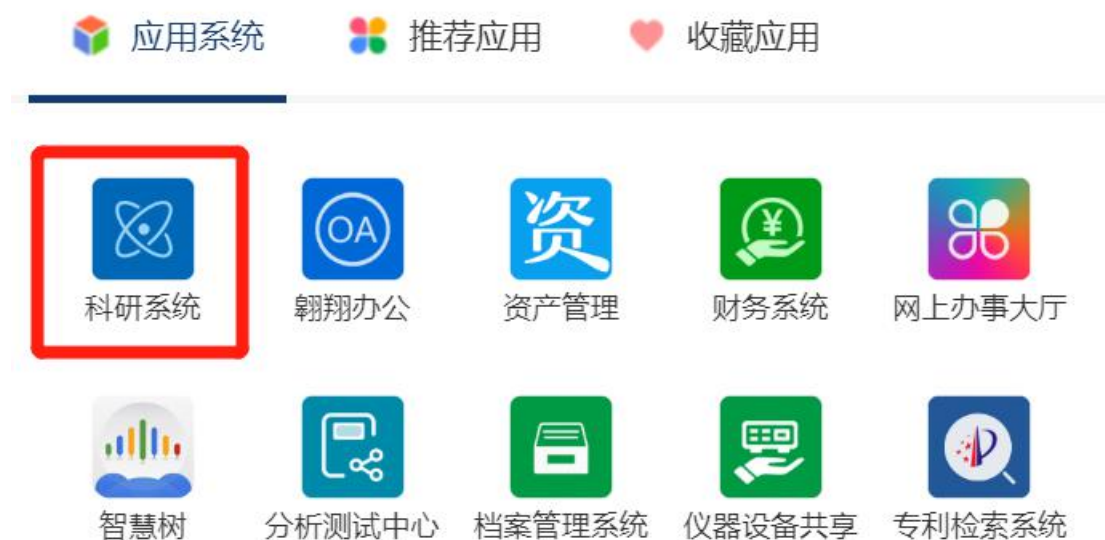 应用系统 推荐应用 收藏应用
OA 资 ¥
科研系统 翱翔办公 资产管理 财务系统 网上办事大厅
智慧树 分析测试中心 档案管理系统 仪器设备共享 专利检索系统